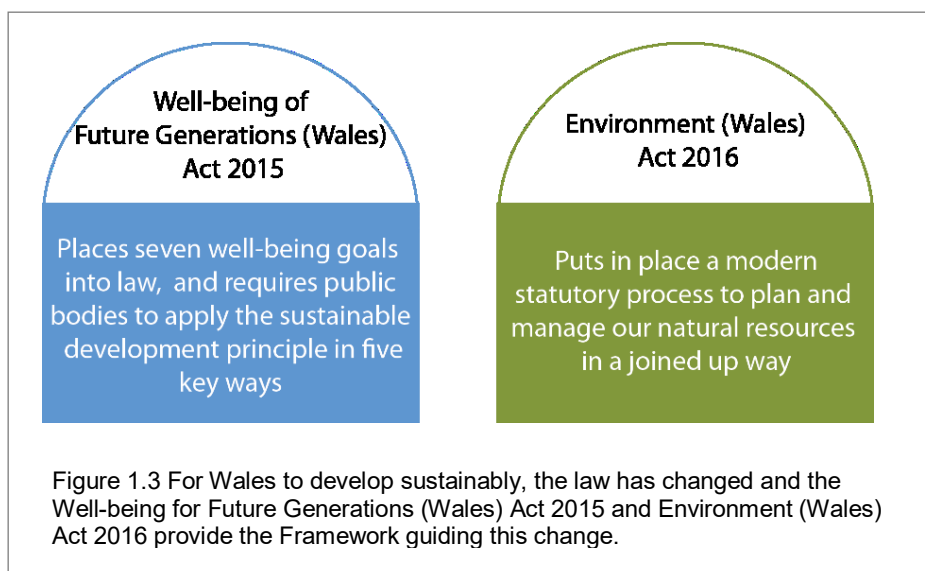 Well-being of
Future Generations (Wales)
Act 2015
Places seven well-being goals
into law, and requires public
bodies to apply the sustainable
development principle in five
key ways
Environment (Wales)
Act 2016
Puts in place a modern
statutory process to plan and
manage our natural resources
in a joined up way
Figure 1.3 For Wales to develop sustainably, the law has changed and the
Well-being for Future Generations (Wales) Act 2015 and Environment (Wales)
Act 2016 provide the Framework guiding this change.